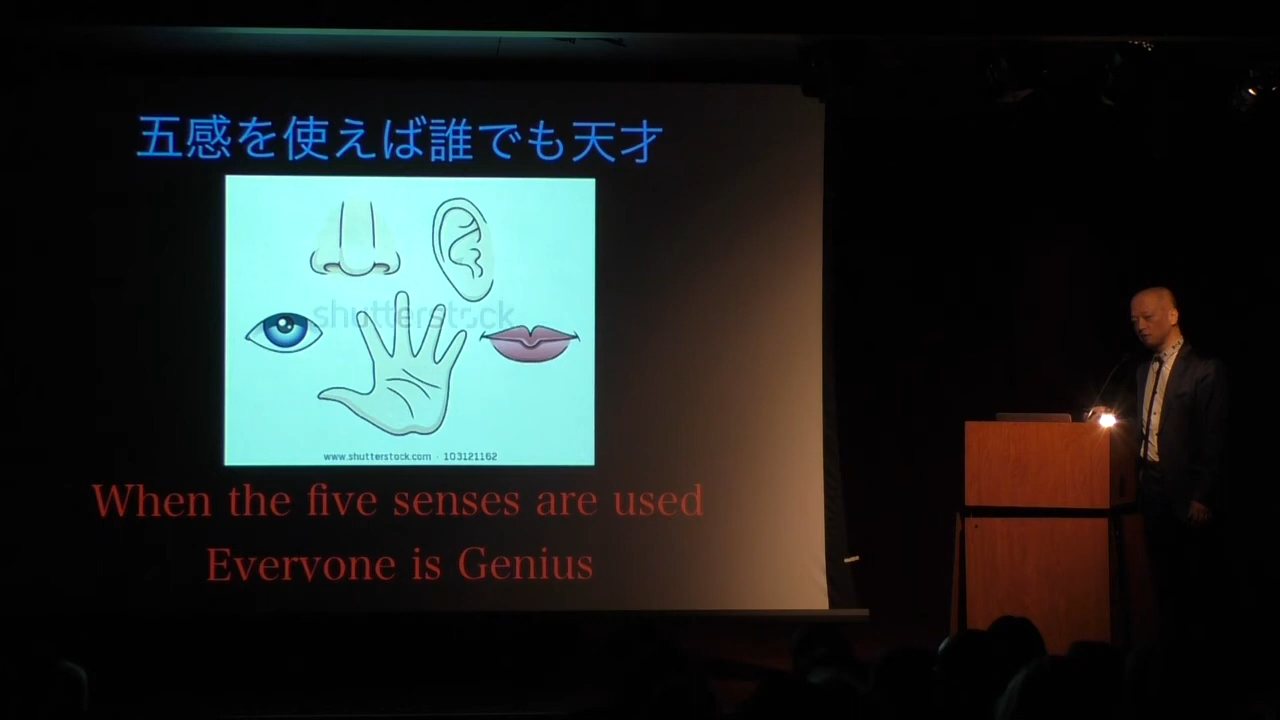 五感を使えば誰でも天才
shutterstock
www.shutterstock.com · 103121162
When the five senses are used
Everyone is Genius